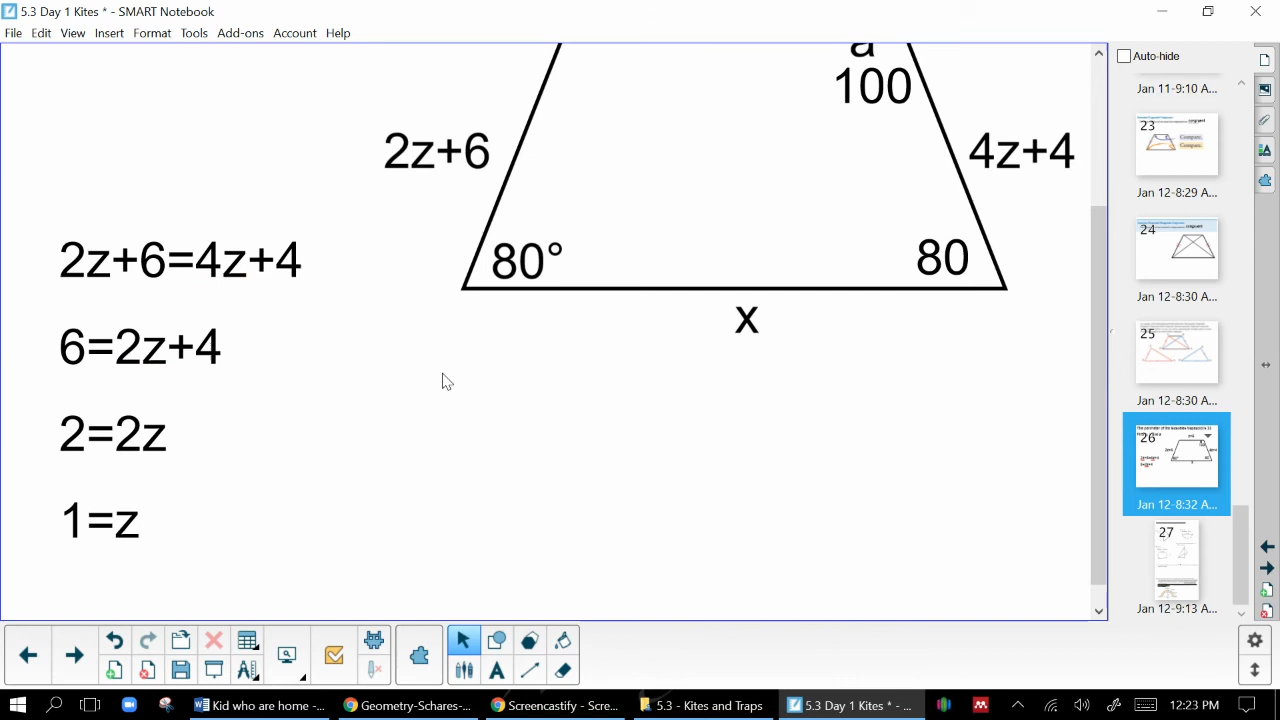 5.3 Day 1 Kites * - SMART Notebook
File Edit View Insert Format Tools Add-ons Account Help
Auto-hide
a
100
2z+6
4z+4
2z+6=4z+4
80°
80
x
6=2z+4
2=2z
1=z
Jan 11-9:10 A...
23
congruent
Compare:
Compare:
Jan 12-8:29
24
congruent
Jan 12-8:30 A...
25
Jan 12-8:30 A...
26
Jan 12-8:32 A...
27
Jan 12-9:13 A...
Kid who are home -...
Geometry-Schares-...
Screencastify - Scre...
5.3 - Kites and Traps
5.3 Day 1 Kites * - ...
12:23 PM